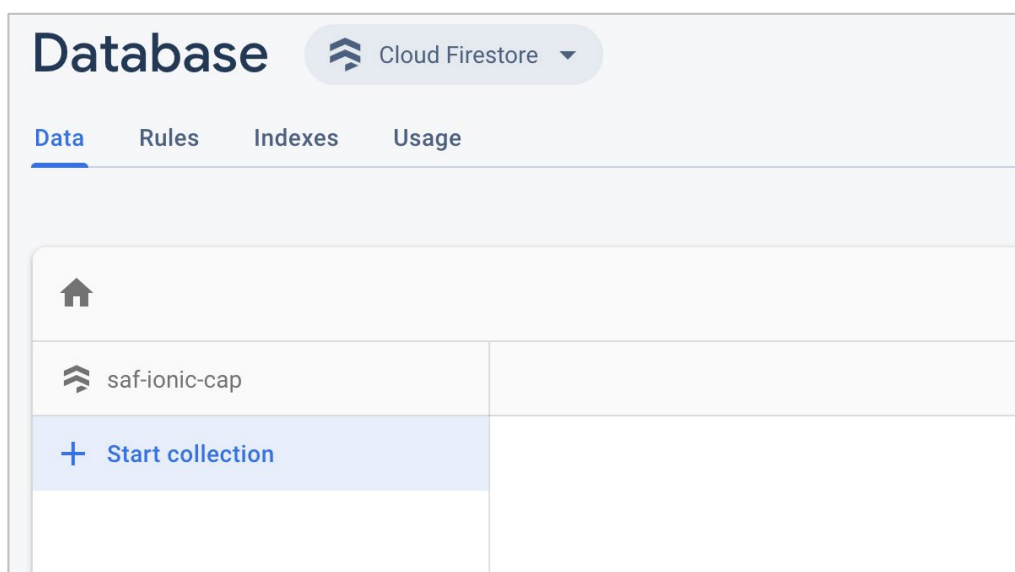 Database Cloud Firestore
Data Rules Indexes Usage
saf-ionic-cap
+ Start collection